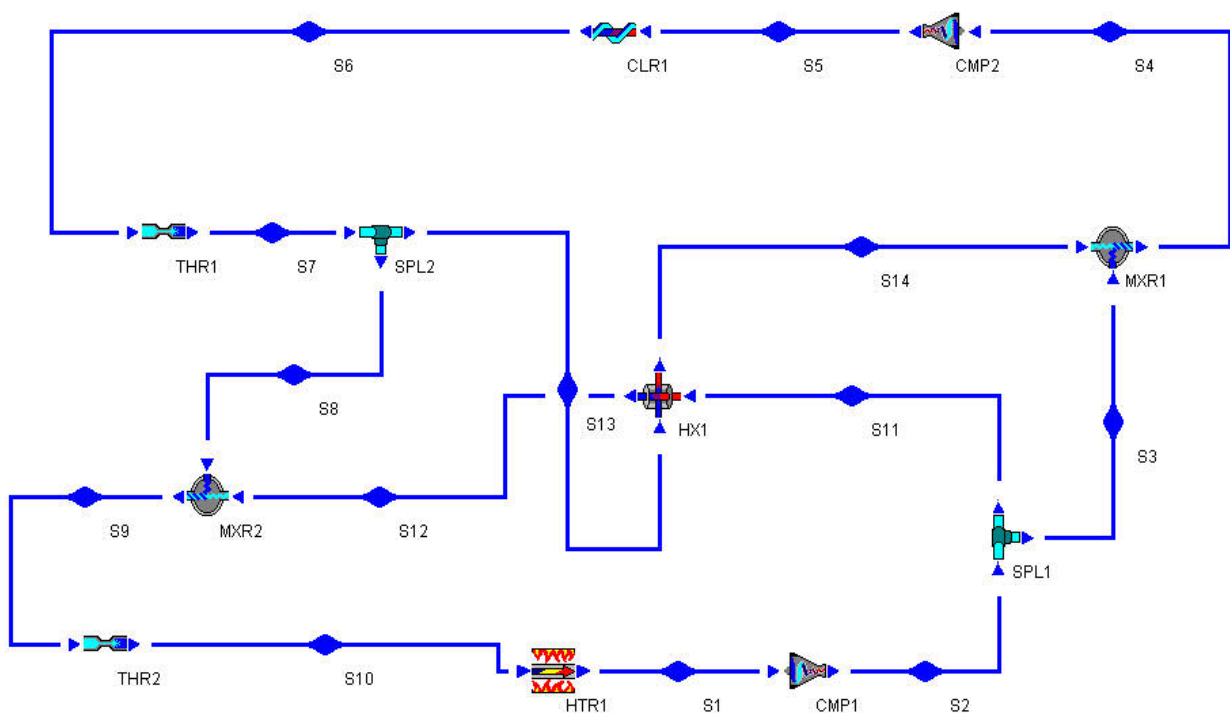 S6
CLR1
S5
CMP2
S4
THR1
S7
SPL2
S14
MXR1
S8
S13
HX1
S11
S3
S9
MXR2
S12
SPL1
THR2
S10
HTR1
S1
CMP1
S2